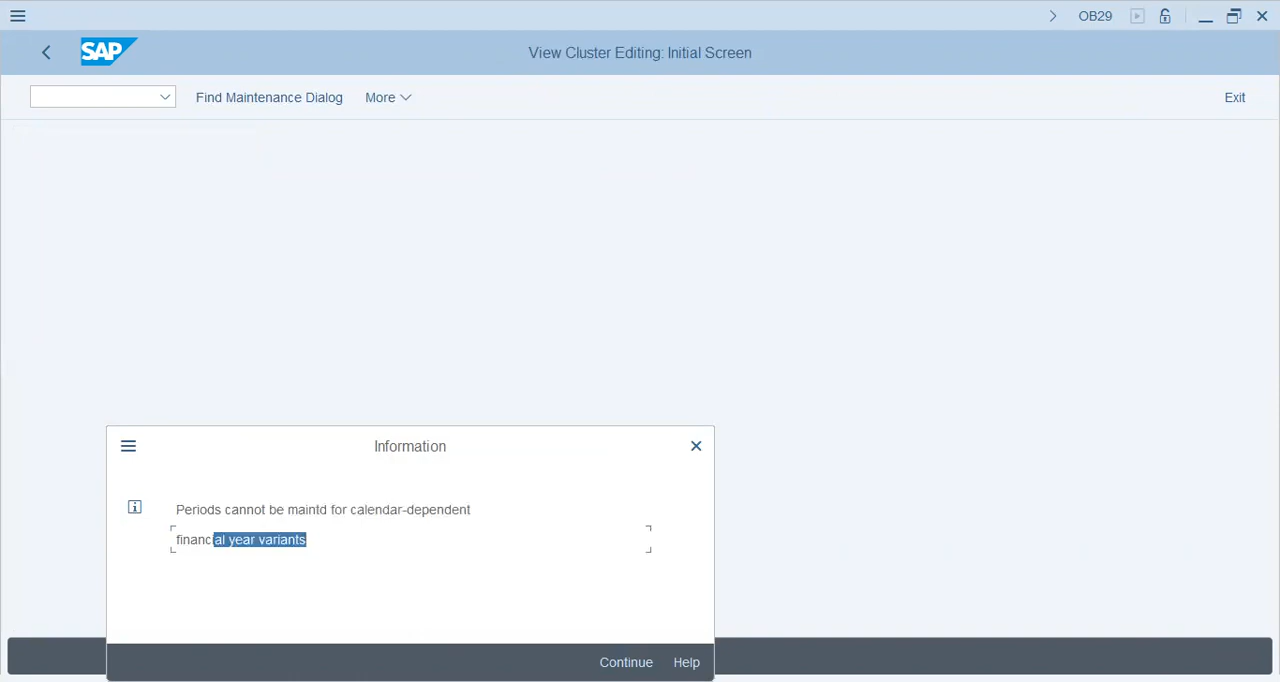 OB29
SAP
View Cluster Editing: Initial Screen
Find Maintenance Dialog
More
Exit
Information
Periods cannot be maintd for calendar-dependent
financal year variants
Continue
Help